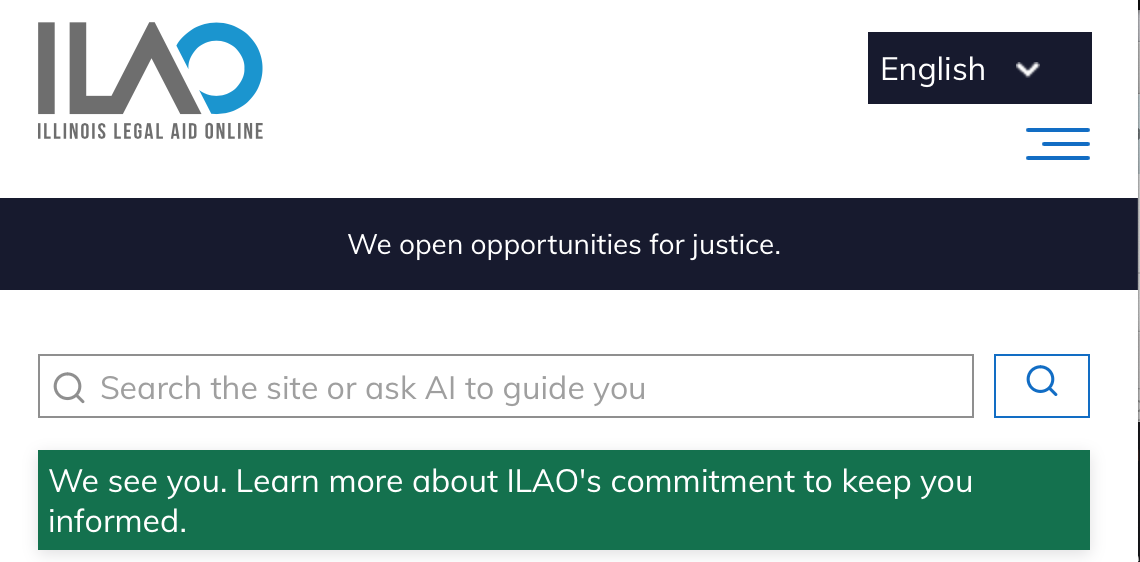 ILAO
ILLINOIS LEGAL AID ONLINE
English
We open opportunities for justice.
Search the site or ask AI to guide you
We see you. Learn more about ILAO's commitment to keep you
informed.